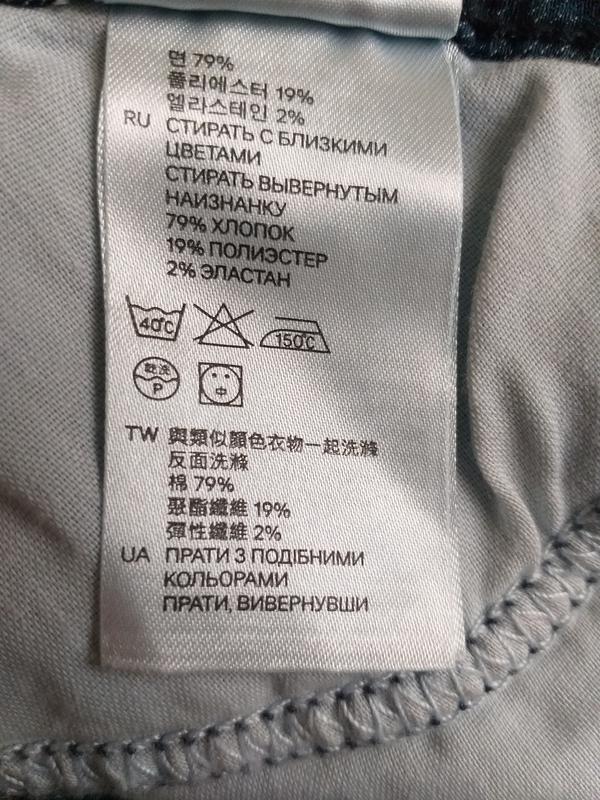 면 79%
폴리에스터 19%
엘라스테인 2%
RU СТИРАТЬ С БЛИЗКИМИ
ЦВЕТАМИ
СТИРАТЬ ВЫВЕРНУТЫМ
НАИЗНАНКУ
79% ХЛОПОК
19% ПОЛИЭСТЕР
2% ЭЛАСТАН
40°C 150°C
乾洗
P 中
TW 與類似顏色衣物一起洗滌
反面洗滌
棉 79%
聚酯纖維 19%
彈性纖維 2%
UA ПРАТИ З ПОДІБНИМИ
КОЛЬОРАМИ
ПРАТИ, ВИВЕРНУВШИ